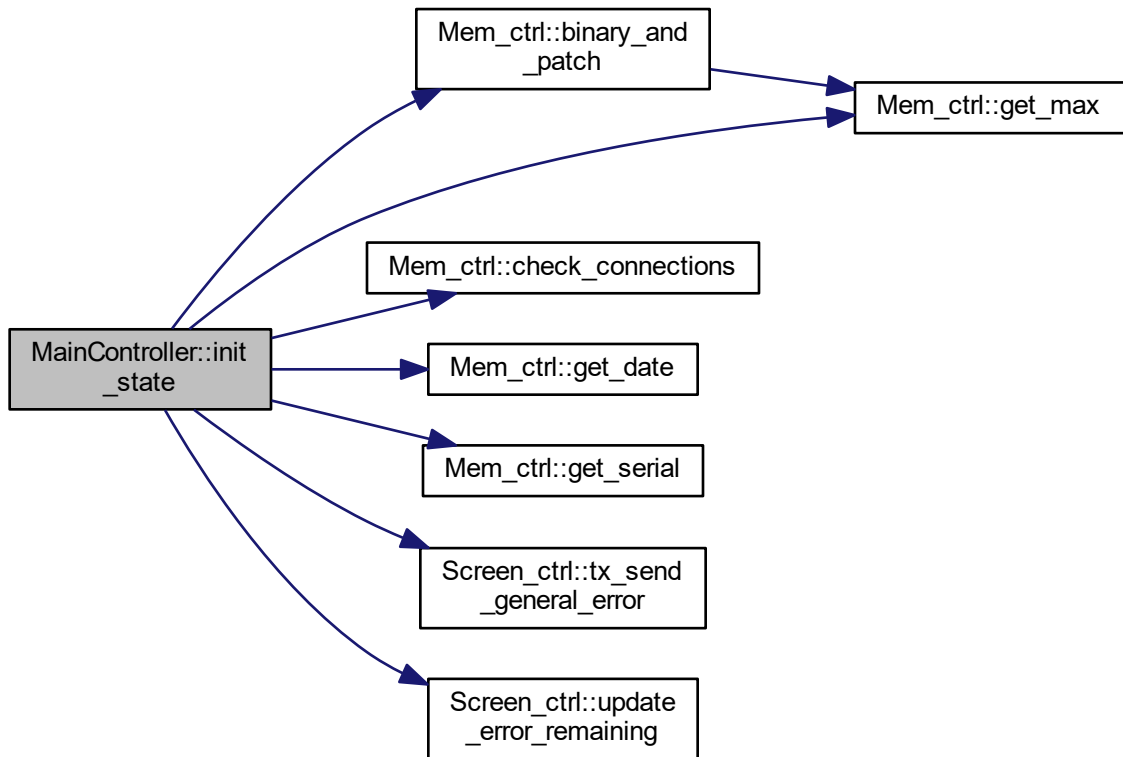 Mem_ctrl::binary_and
_patch
Mem_ctrl::get_max
Mem_ctrl::check_connections
MainController::init
_state
Mem_ctrl::get_date
Mem_ctrl::get_serial
Screen_ctrl::tx_send
_general_error
Screen_ctrl::update
_error_remaining